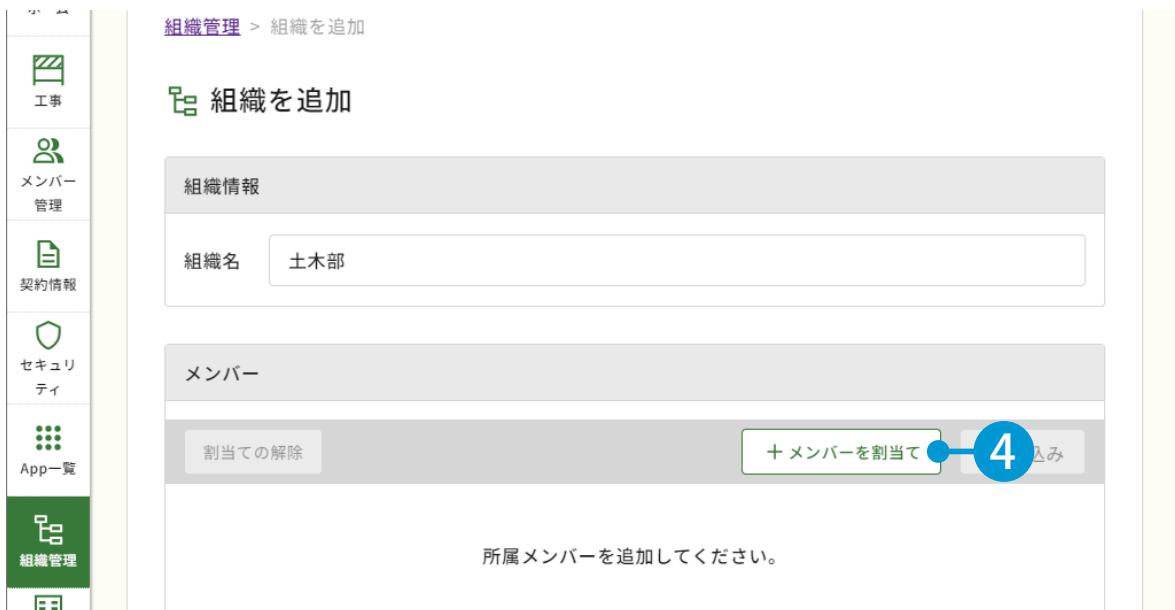 組織管理 > 組織を追加
工事
メンバー
管理
契約情報
セキュリ
ティ
App一覧
組織管理
組織を追加
組織情報
組織名 土木部
メンバー
割当ての解除 +メンバーを割当て 4 込み
所属メンバーを追加してください。